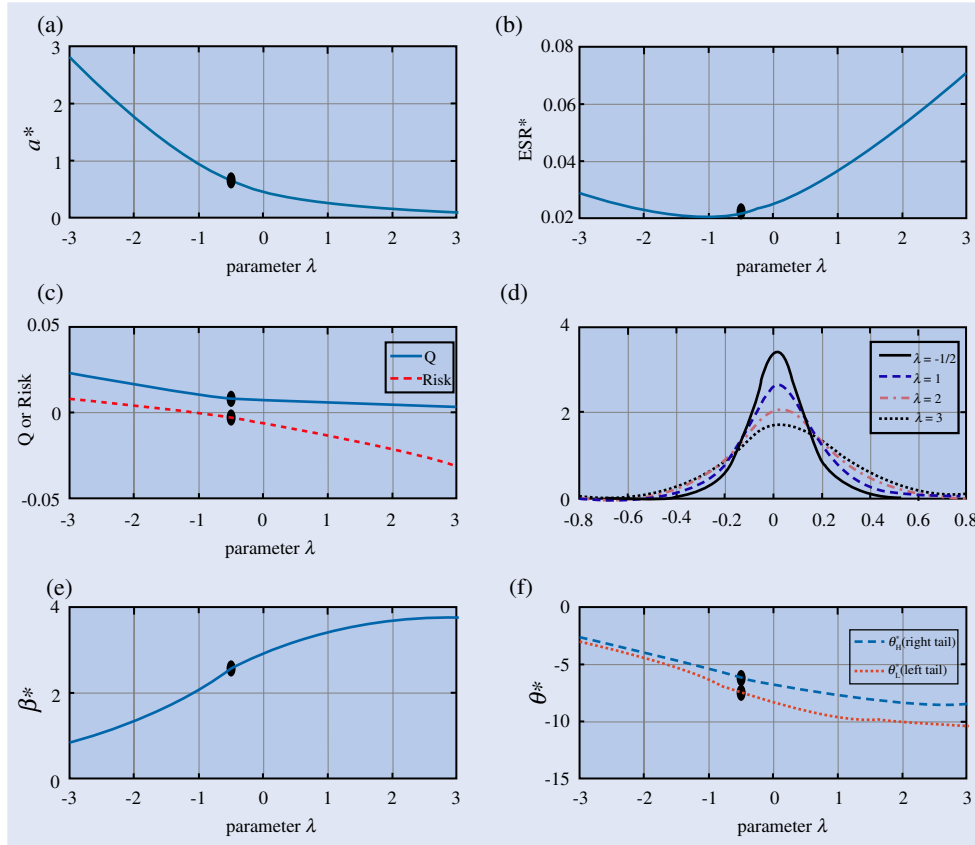 (a)
3
2
1
0
a*
-3 -2 -1 0 1 2 3
parameter λ
(b)
0.08
0.06
0.04
0.02
ESR*
-3 -2 -1 0 1 2 3
parameter λ
(c)
0.05
0
-0.05
Q or Risk
Q
Risk
-3 -2 -1 0 1 2 3
parameter λ
(d)
4
2
0
λ = -1/2
λ = 1
λ = 2
λ = 3
-0.8 -0.6 -0.4 -0.2 0 0.2 0.4 0.6 0.8
(e)
4
2
0
β*
-3 -2 -1 0 1 2 3
parameter λ
(f)
0
-5
-10
-15
θ*
θ*H(right tail)
θ*L(left tail)
-3 -2 -1 0 1 2 3
parameter λ